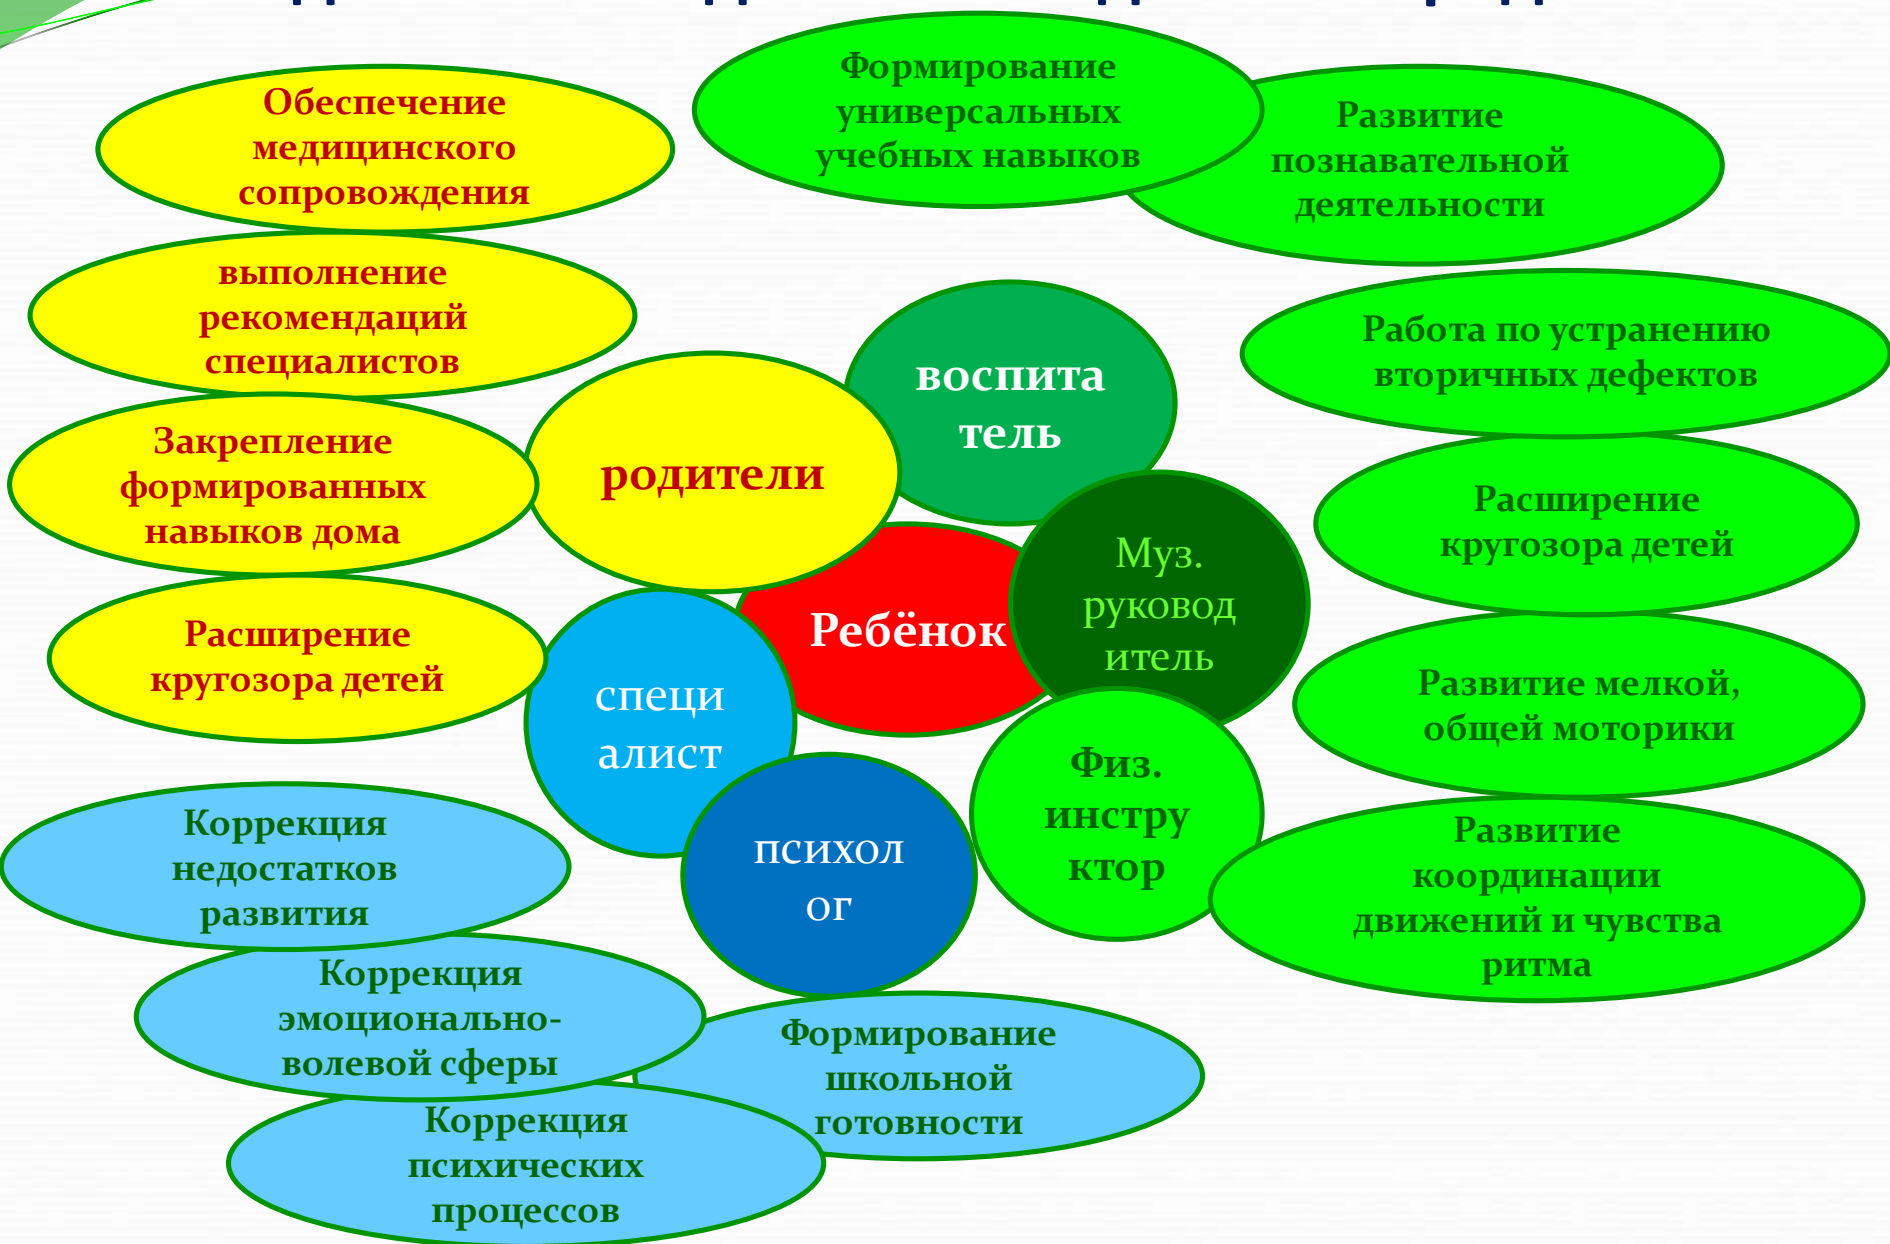 Формирование
универсальных
учебных навыков
Развитие
познавательной
деятельности
Обеспечение
медицинского
сопровождения
выполнение
рекомендаций
специалистов
Закрепление
формированных
навыков дома
Расширение
кругозора детей
родители
воспита
тель
Ребёнок
Муз.
руковод
итель
специ
алист
психол
ог
Физ.
инстру
ктор
Работа по устранению
вторичных дефектов
Расширение
кругозора детей
Развитие мелкой,
общей моторики
Развитие
координации
движений и чувства
ритма
Коррекция
недостатков
развития
Коррекция
эмоционально-
волевой сферы
Коррекция
психических
процессов
Формирование
школьной
готовности